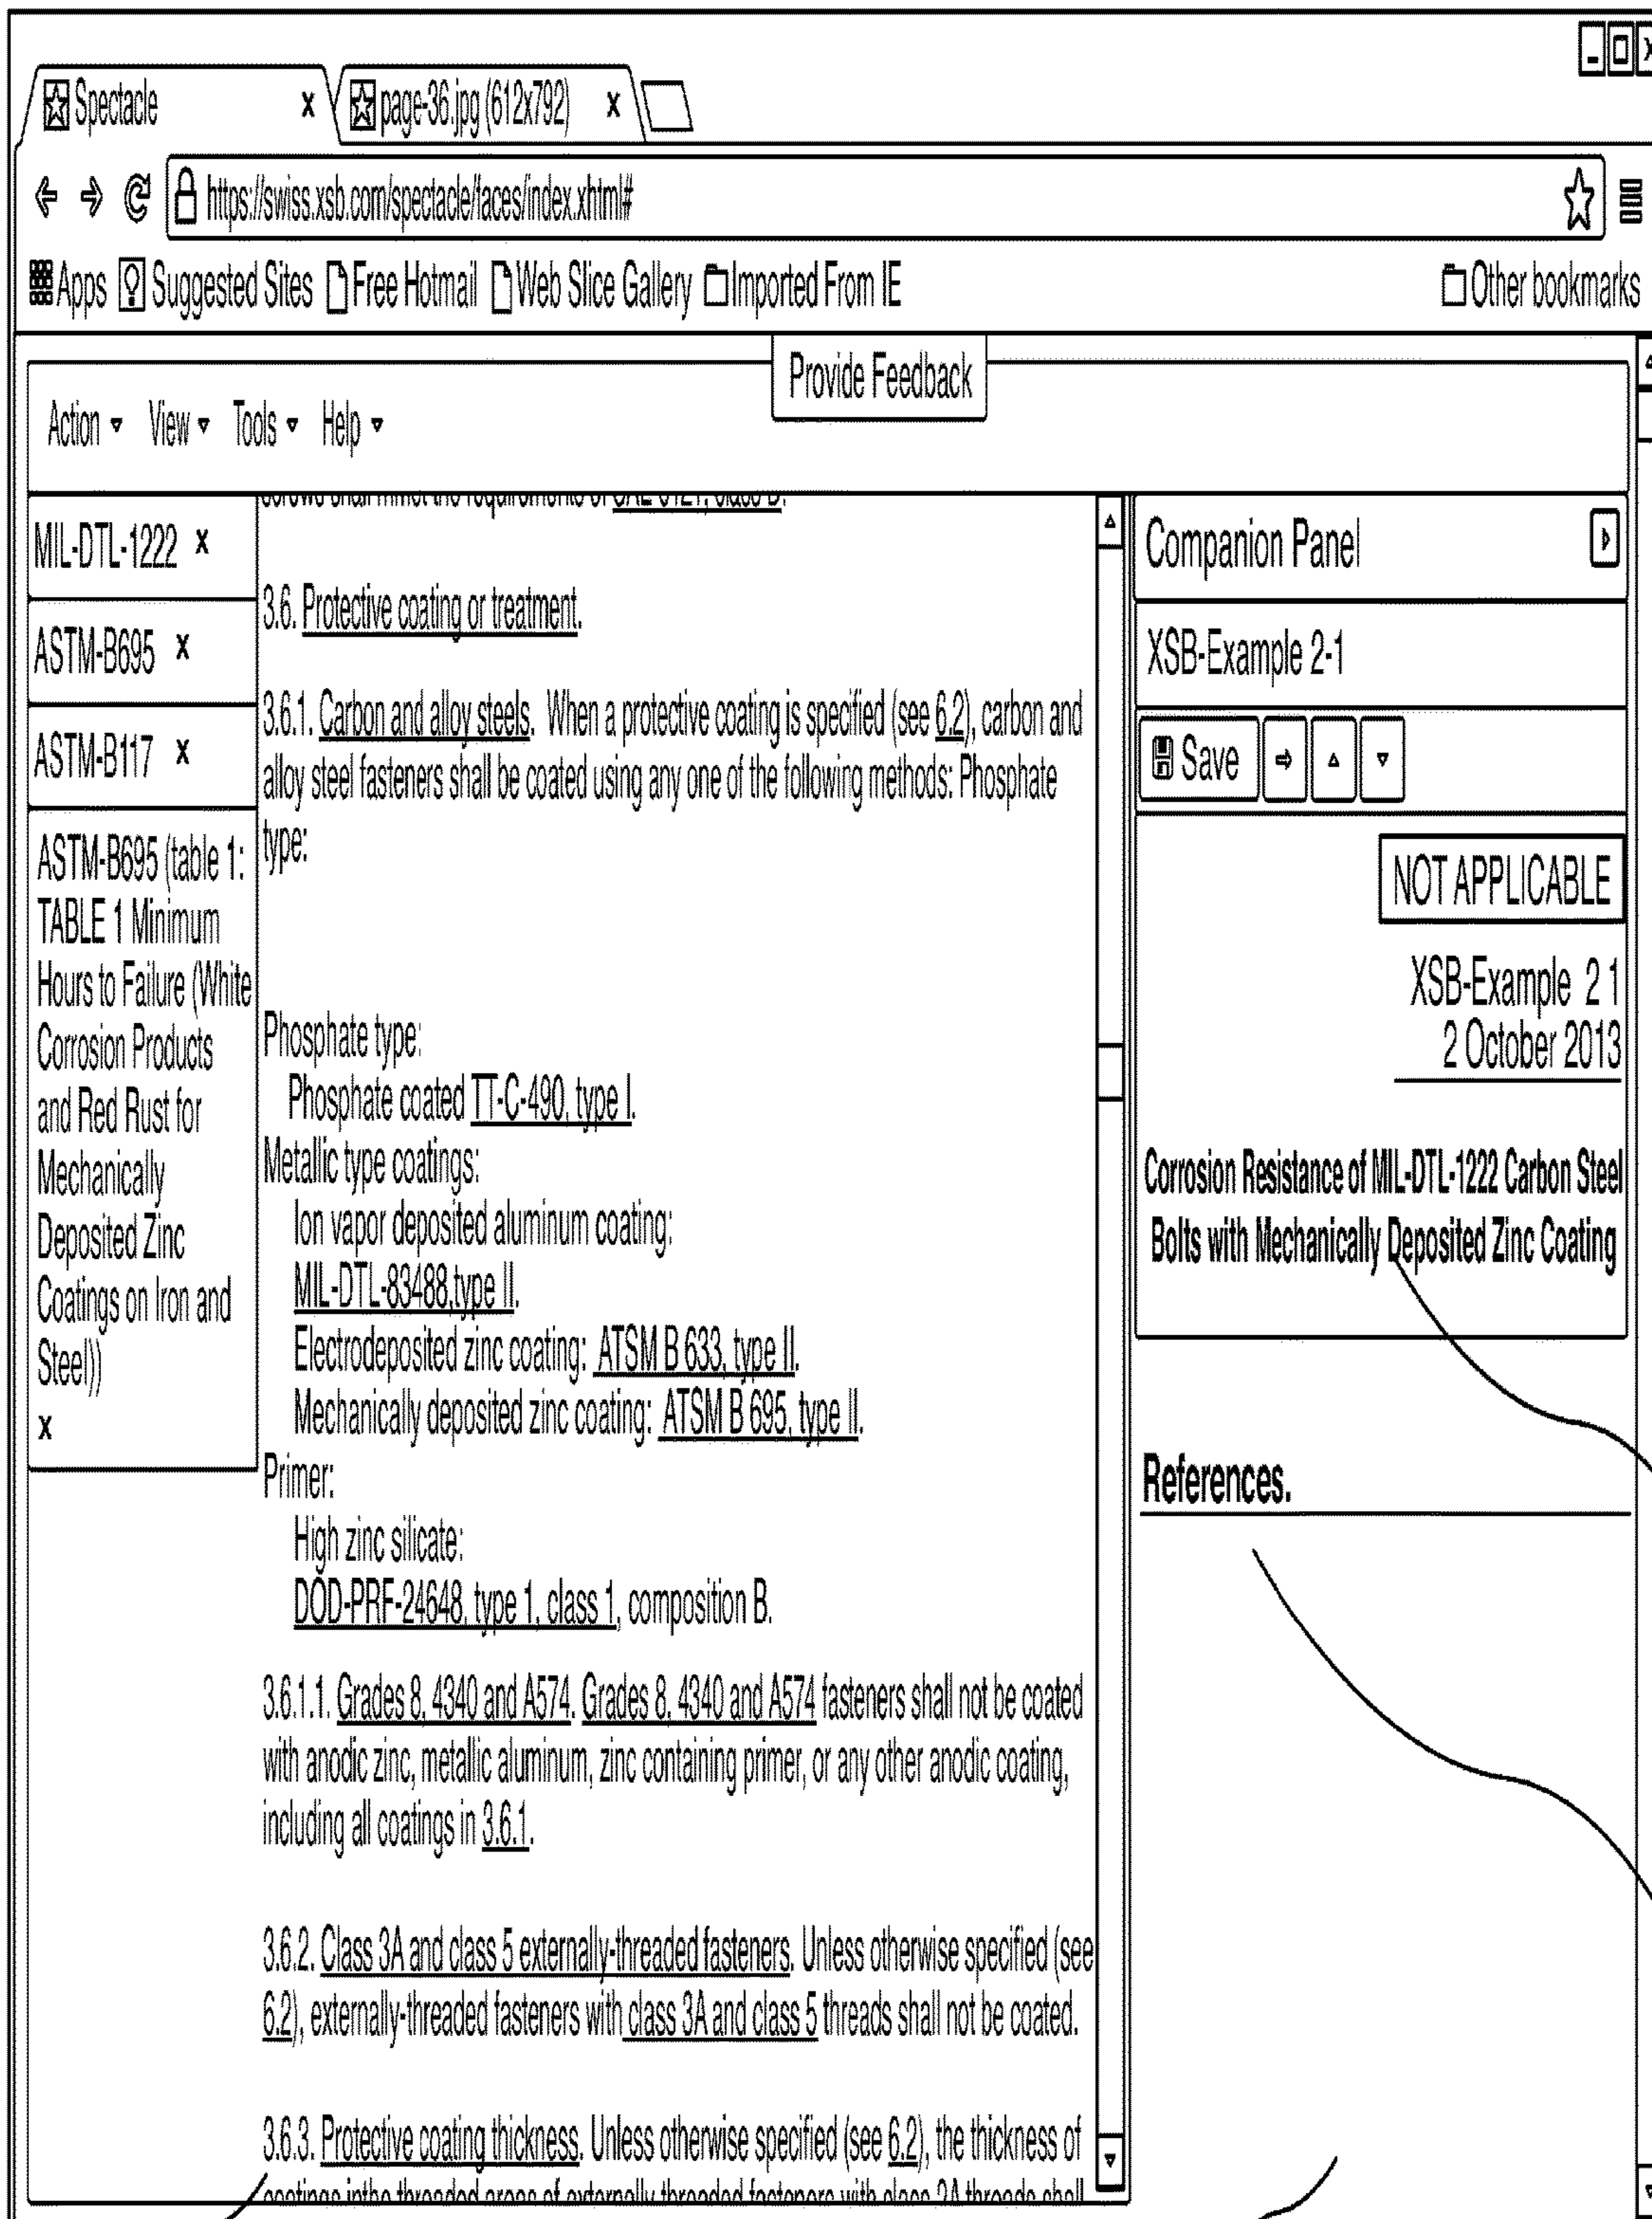 Spectacle x page-36.jpg (612x792) x
https://swiss.xsb.com/spectacle/faces/index.xhtml#
Apps Suggested Sites Free Hotmail Web Slice Gallery Imported From IE Other bookmarks
Provide Feedback
Action View Tools Help
MIL-DTL-1222 x
ASTM-B695 x
ASTM-B117 x
ASTM-B695 (table 1:
TABLE 1 Minimum
Hours to Failure (White
Corrosion Products
and Red Rust for
Mechanically
Deposited Zinc
Coatings on Iron and
Steel))
x
3.6. Protective coating or treatment.
3.6.1. Carbon and alloy steels. When a protective coating is specified (see 6.2), carbon and
alloy steel fasteners shall be coated using any one of the following methods: Phosphate
type:
Phosphate type:
Phosphate coated TT-C-490, type I.
Metallic type coatings:
Ion vapor deposited aluminum coating:
MIL-DTL-83488,type II.
Electrodeposited zinc coating: ATSM B 633, type II.
Mechanically deposited zinc coating: ATSM B 695, type II.
Primer:
High zinc silicate:
DOD-PRF-24648, type 1, class 1, composition B.
3.6.1.1. Grades 8, 4340 and A574. Grades 8, 4340 and A574 fasteners shall not be coated
with anodic zinc, metallic aluminum, zinc containing primer, or any other anodic coating,
including all coatings in 3.6.1.
3.6.2. Class 3A and class 5 externally-threaded fasteners. Unless otherwise specified (see
6.2), externally-threaded fasteners with class 3A and class 5 threads shall not be coated.
3.6.3. Protective coating thickness. Unless otherwise specified (see 6.2), the thickness of
coatings inthe threaded areas of externally threaded fasteners with class 2A threads shall
Companion Panel
XSB-Example 2-1
Save
NOT APPLICABLE
XSB-Example 2 1
2 October 2013
Corrosion Resistance of MIL-DTL-1222 Carbon Steel
Bolts with Mechanically Deposited Zinc Coating
References.